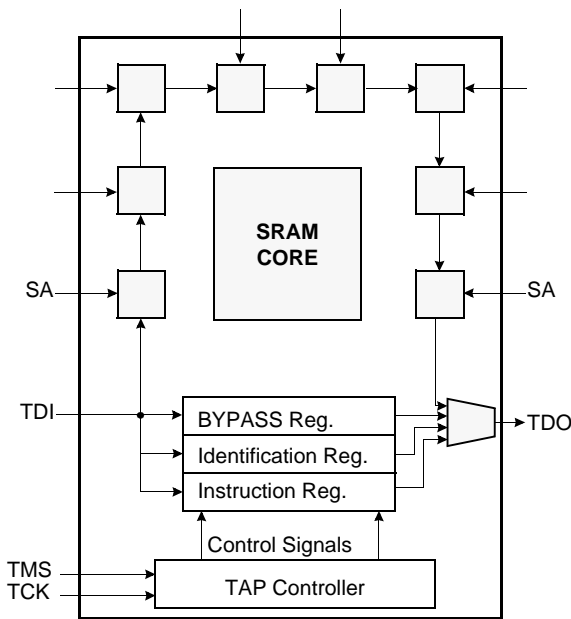 SRAM
CORE
SA
SA
TDI
BYPASS Reg.
TDO
Identification Reg.
Instruction Reg.
Control Signals
TMS
TCK
TAP Controller